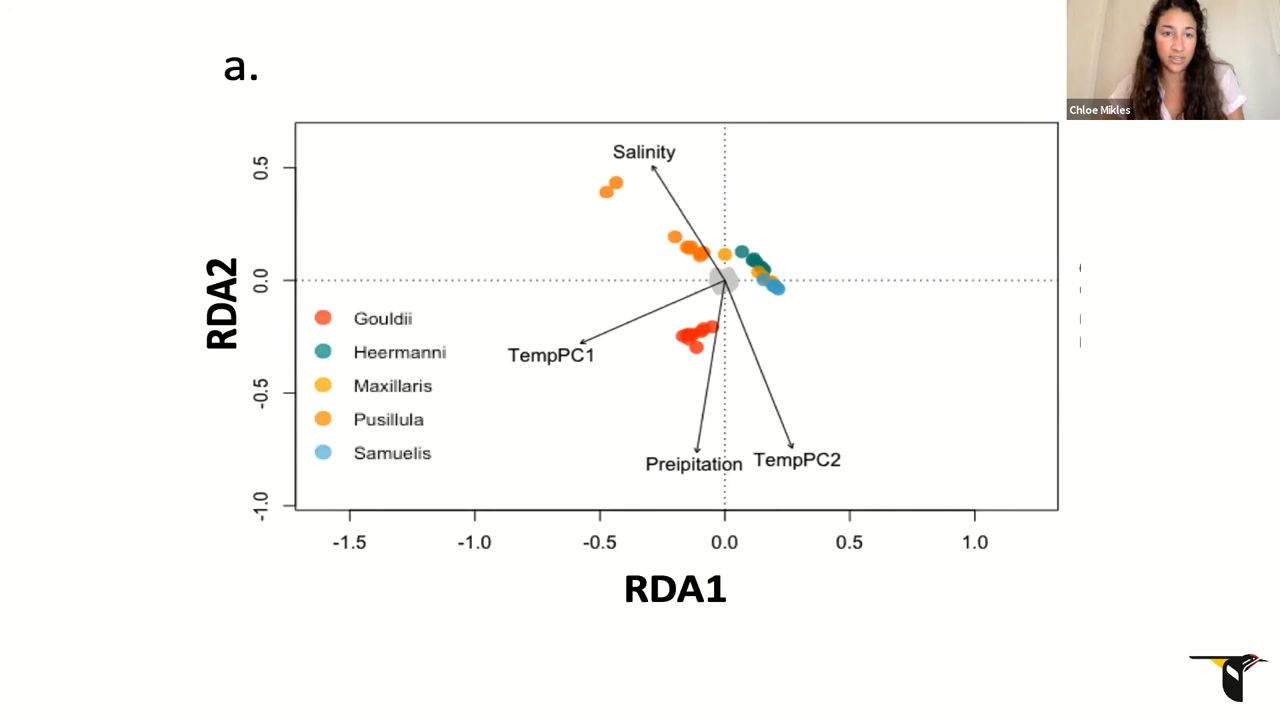 a.
Chloe Mikles
Salinity
0.5
0.0
-0.5
-1.0
RDA2
Gouldii
Heermanni
Maxillaris
Pusillula
Samuelis
TempPC1
Preipitation
TempPC2
-1.5
-1.0
-0.5
0.0
0.5
1.0
RDA1